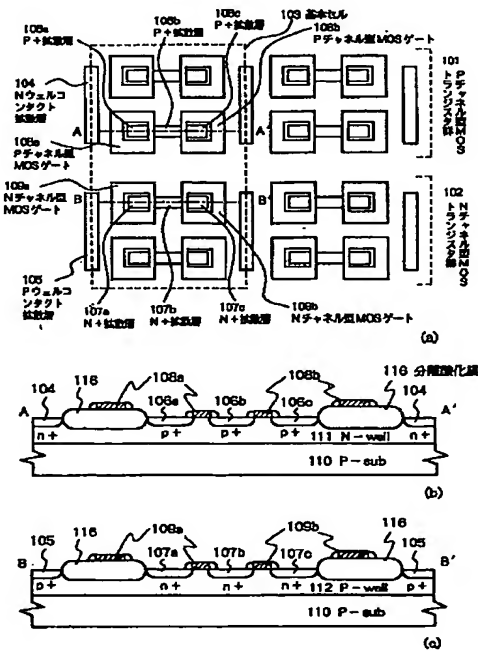 106a
P+拡散層
106b
P+拡散層
106c
P+拡散層
103 基本セル
108b
Pチャネル型MOSゲート
104
Nウェルコンタクト拡散層
A
A'
108a
Pチャネル型MOSゲート
101
Pチャネル型MOSトランジスタ部
109a
Nチャネル型MOSゲート
B
B'
102
Nチャネル型MOSトランジスタ部
105
Pウェルコンタクト拡散層
107a
N+拡散層
107b
N+拡散層
107c
N+拡散層
109b
Nチャネル型MOSゲート
(a)
A 104 116 108a 106a 106b 106c 108b 116 分離酸化膜 104 A'
n+ p+ p+ p+ n+
111 N-well
110 P-sub
(b)
B 105 116 109a 107a 107b 107c 109b 116 105 B'
p+ n+ n+ n+ p+
112 P-well
110 P-sub
(c)